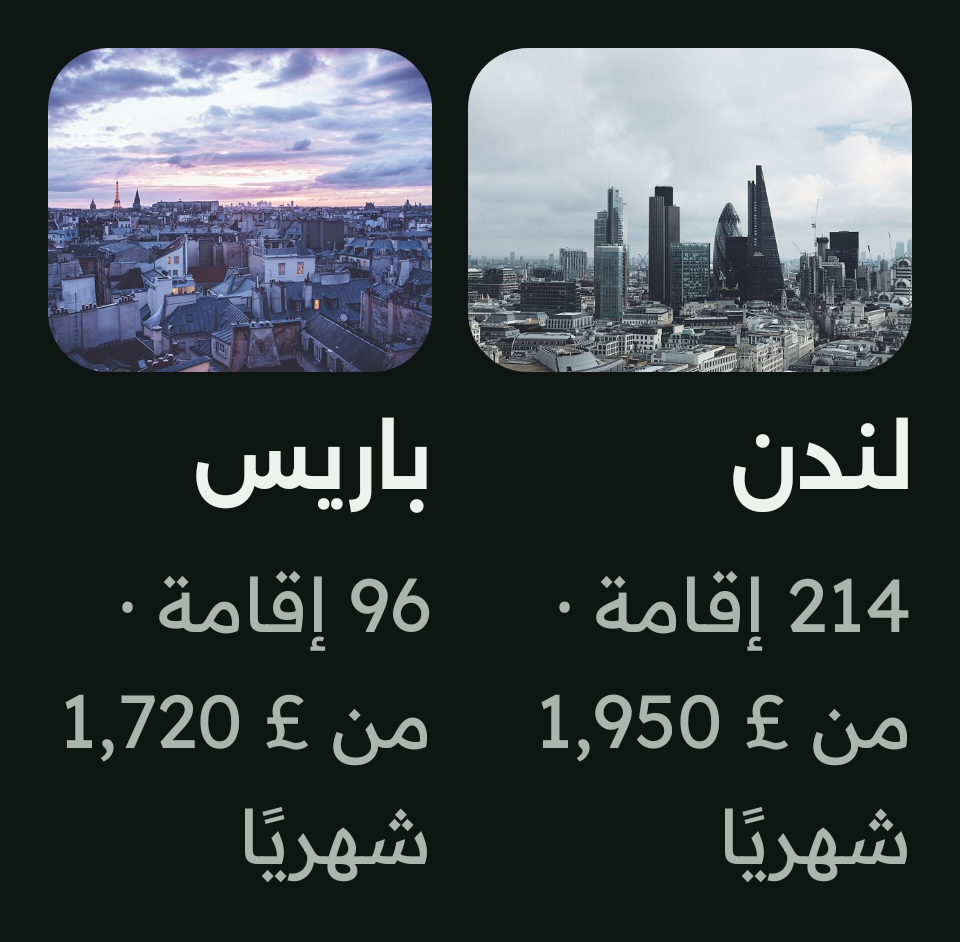 لندن
214 إقامة ·
من £ 1,950
شهريًا
باريس
96 إقامة ·
من £ 1,720
شهريًا